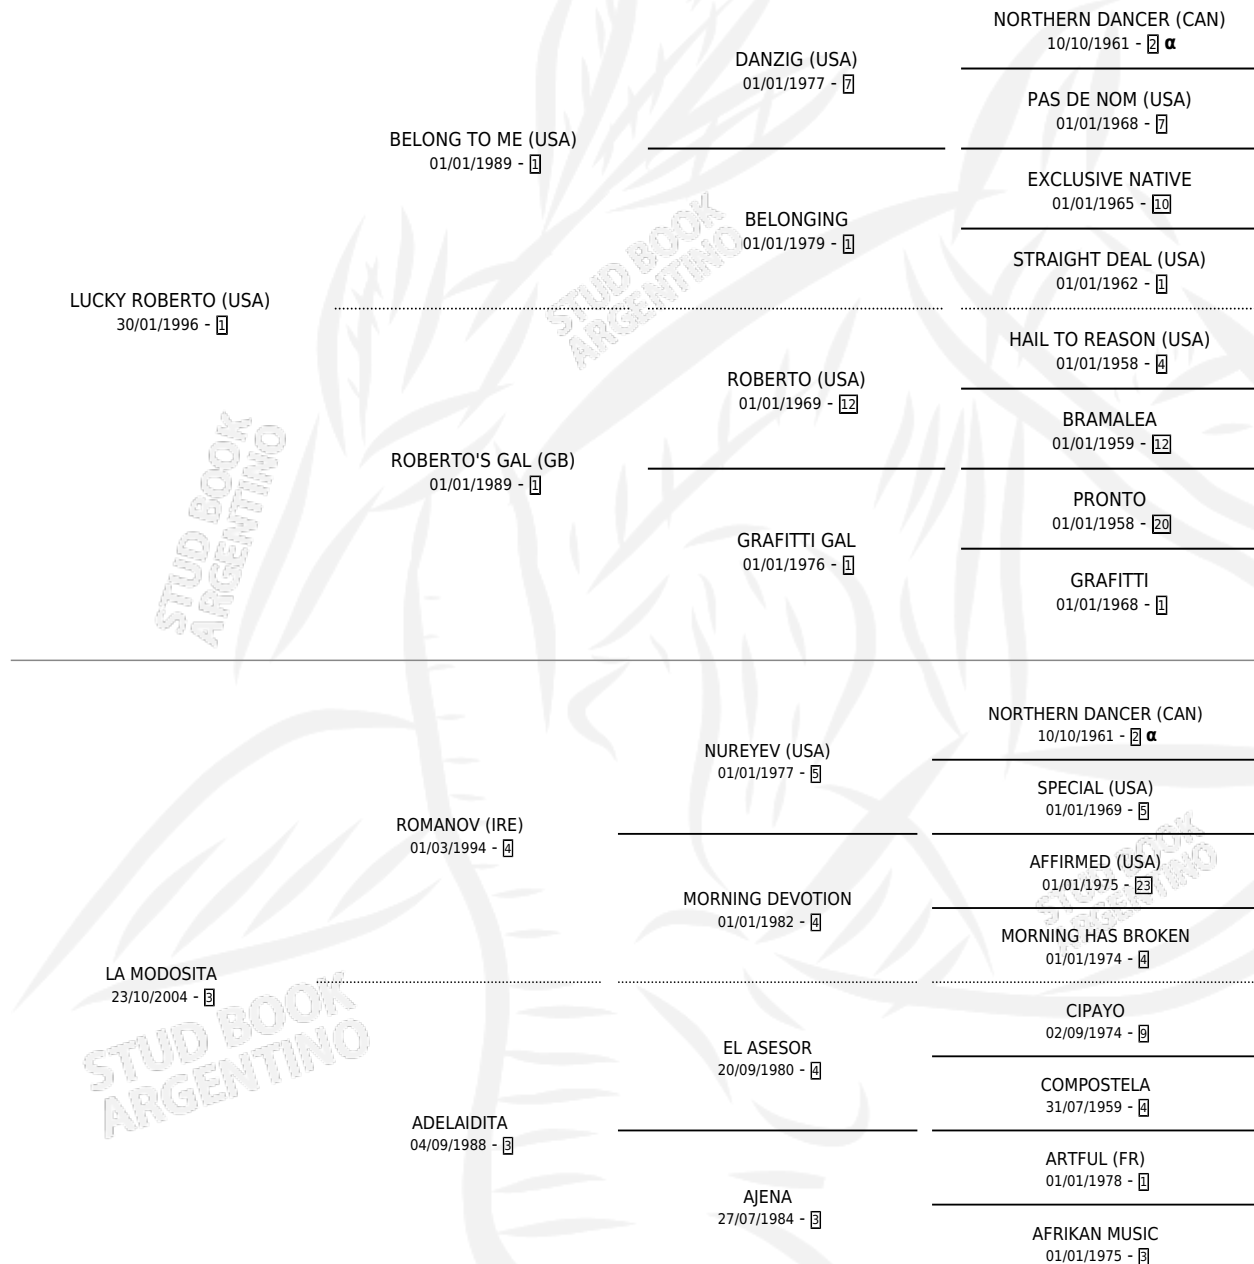 NORTHERN DANCER (CAN)
10/10/1961 - 2 α
DANZIG (USA)
01/01/1977 - 7
PAS DE NOM (USA)
01/01/1968 - 7
BELONG TO ME (USA)
01/01/1989 - 1
EXCLUSIVE NATIVE
01/01/1965 - 10
BELONGING
01/01/1979 - 1
STRAIGHT DEAL (USA)
01/01/1962 - 1
LUCKY ROBERTO (USA)
30/01/1996 - 1
HAIL TO REASON (USA)
01/01/1958 - 4
ROBERTO (USA)
01/01/1969 - 12
BRAMALEA
01/01/1959 - 12
ROBERTO'S GAL (GB)
01/01/1989 - 1
PRONTO
01/01/1958 - 20
GRAFITTI GAL
01/01/1976 - 1
GRAFITTI
01/01/1968 - 1
NORTHERN DANCER (CAN)
10/10/1961 - 2 α
NUREYEV (USA)
01/01/1977 - 5
SPECIAL (USA)
01/01/1969 - 5
ROMANOV (IRE)
01/03/1994 - 4
AFFIRMED (USA)
01/01/1975 - 23
MORNING DEVOTION
01/01/1982 - 4
MORNING HAS BROKEN
01/01/1974 - 4
LA MODOSITA
23/10/2004 - 3
CIPAYO
02/09/1974 - 9
EL ASESOR
20/09/1980 - 4
COMPOSTELA
31/07/1959 - 4
ADELAIDITA
04/09/1988 - 3
ARTFUL (FR)
01/01/1978 - 1
AJENA
27/07/1984 - 3
AFRIKAN MUSIC
01/01/1975 - 3
STUD BOOK
ARGENTINO
STUD BOOK
ARGENTINO
STUD BOOK
ARGENTINO
STUD BOOK
ARGENTINO